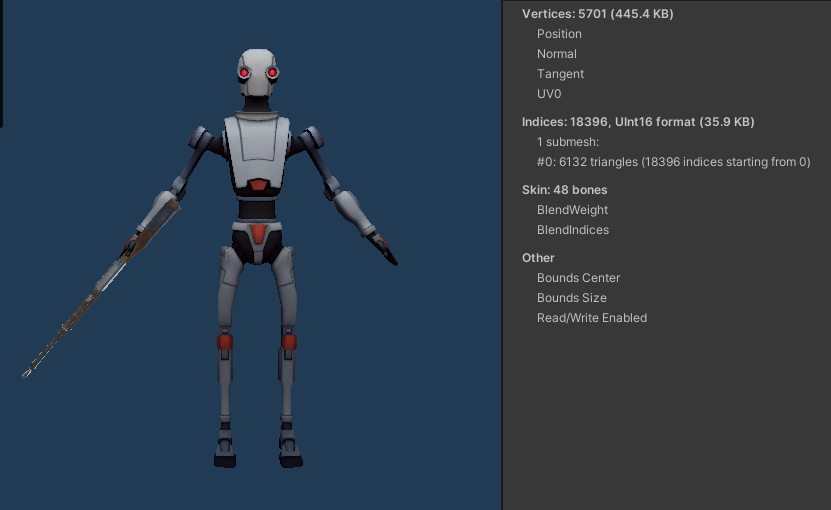 Vertices: 5701 (445.4 KB)
Position
Normal
Tangent
UV0
Indices: 18396, UInt16 format (35.9 KB)
1 submesh:
#0: 6132 triangles (18396 indices starting from 0)
Skin: 48 bones
BlendWeight
BlendIndices
Other
Bounds Center
Bounds Size
Read/Write Enabled